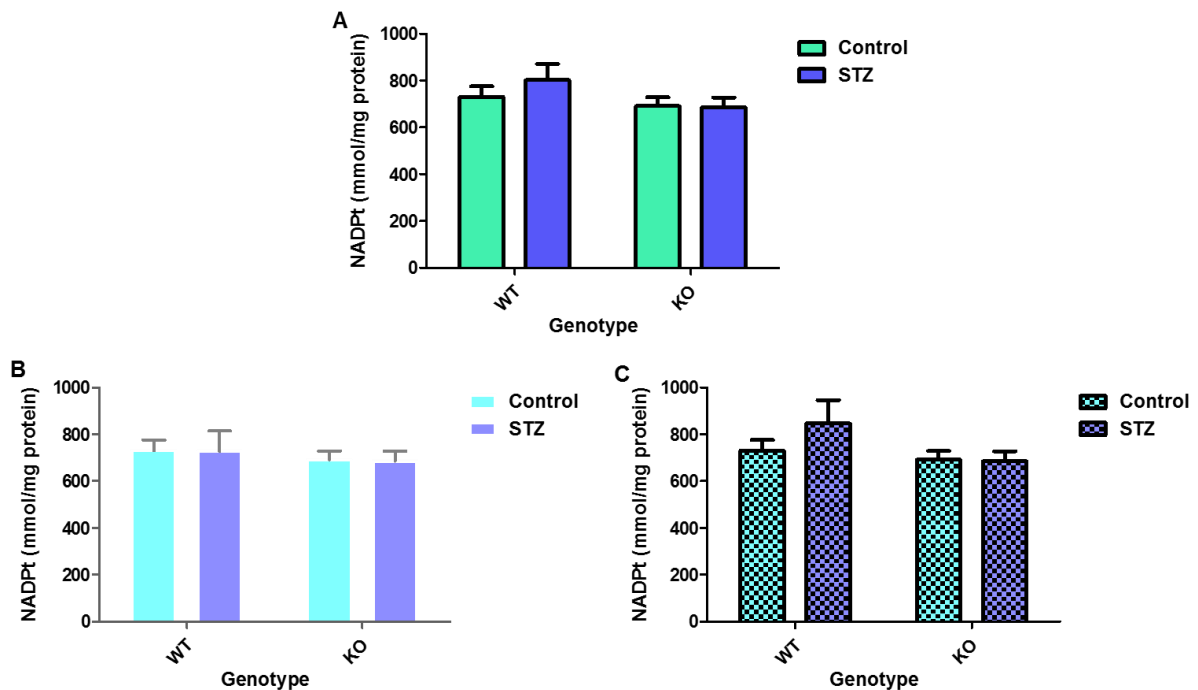 A
NADPt (mmol/mg protein)
1000
800
600
400
200
0
WT
KO
Genotype
Control
STZ
B
NADPt (mmol/mg protein)
1000
800
600
400
200
0
WT
KO
Genotype
Control
STZ
C
NADPt (mmol/mg protein)
1000
800
600
400
200
0
WT
KO
Genotype
Control
STZ